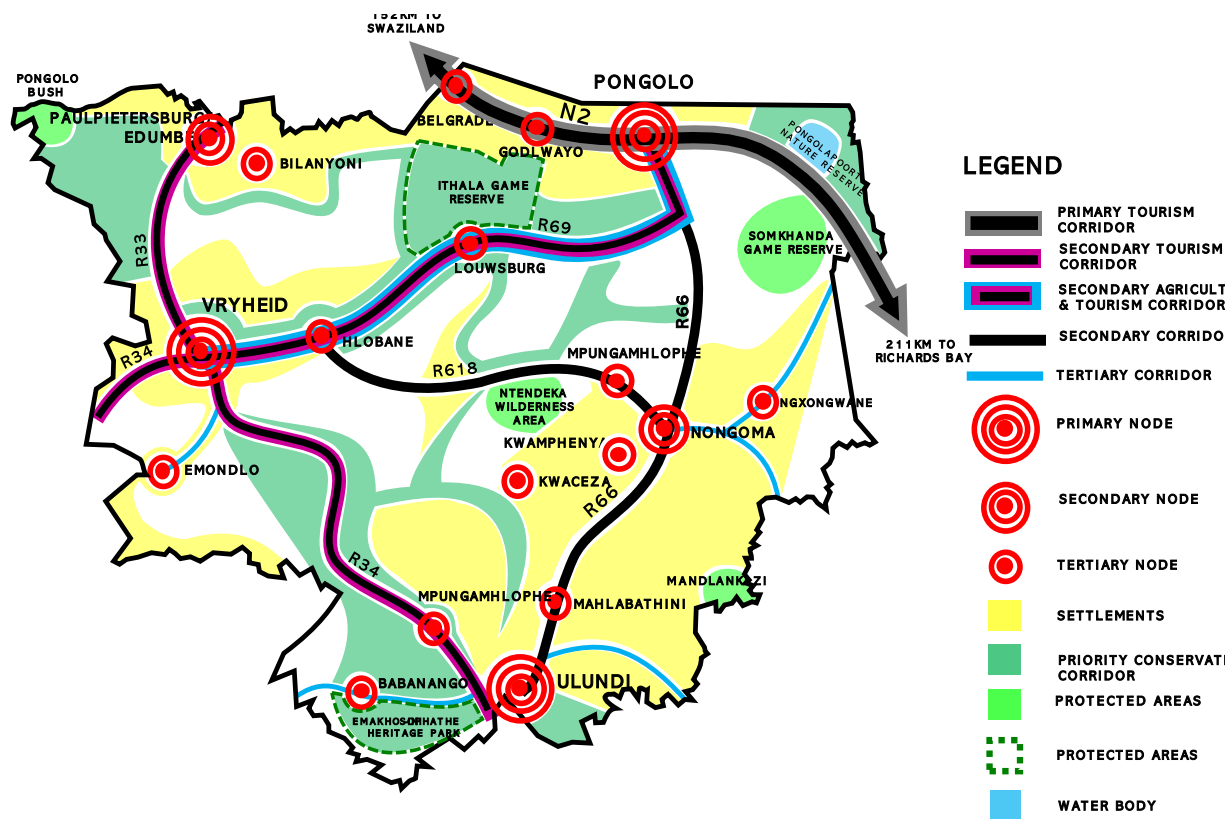 152KM TO
SWAZILAND
PONGOLO
BUSH
PONGOLO
PAULPIETERSBURG
EDUMBE
BELGRADE
N2
GODLWAYO
BILANYONI
PONGOLAPOORT
NATURE RESERVE
ITHALA GAME
RESERVE
R69
SOMKHANDA
GAME RESERVE
R33
LOUWSBURG
VRYHEID
R66
HLOBANE
R34
MPUNGAMHLOPHE
211KM TO
RICHARDS BAY
R618
NTENDEKA
WILDERNESS
AREA
NGXONGWANE
NONGOMA
KWAMPHENYA
EMONDLO
KWACEZA
R66
R34
MANDLANKAZI
MPUNGAMHLOPHE
MAHLABATHINI
BABANANGO
ULUNDI
HERITAGE PARK
LEGEND
PRIMARY TOURISM
CORRIDOR
SECONDARY TOURISM
CORRIDOR
SECONDARY AGRICULT
& TOURISM CORRIDOR
SECONDARY CORRIDO
TERTIARY CORRIDOR
PRIMARY NODE
SECONDARY NODE
TERTIARY NODE
SETTLEMENTS
PRIORITY CONSERVATI
CORRIDOR
PROTECTED AREAS
PROTECTED AREAS
WATER BODY